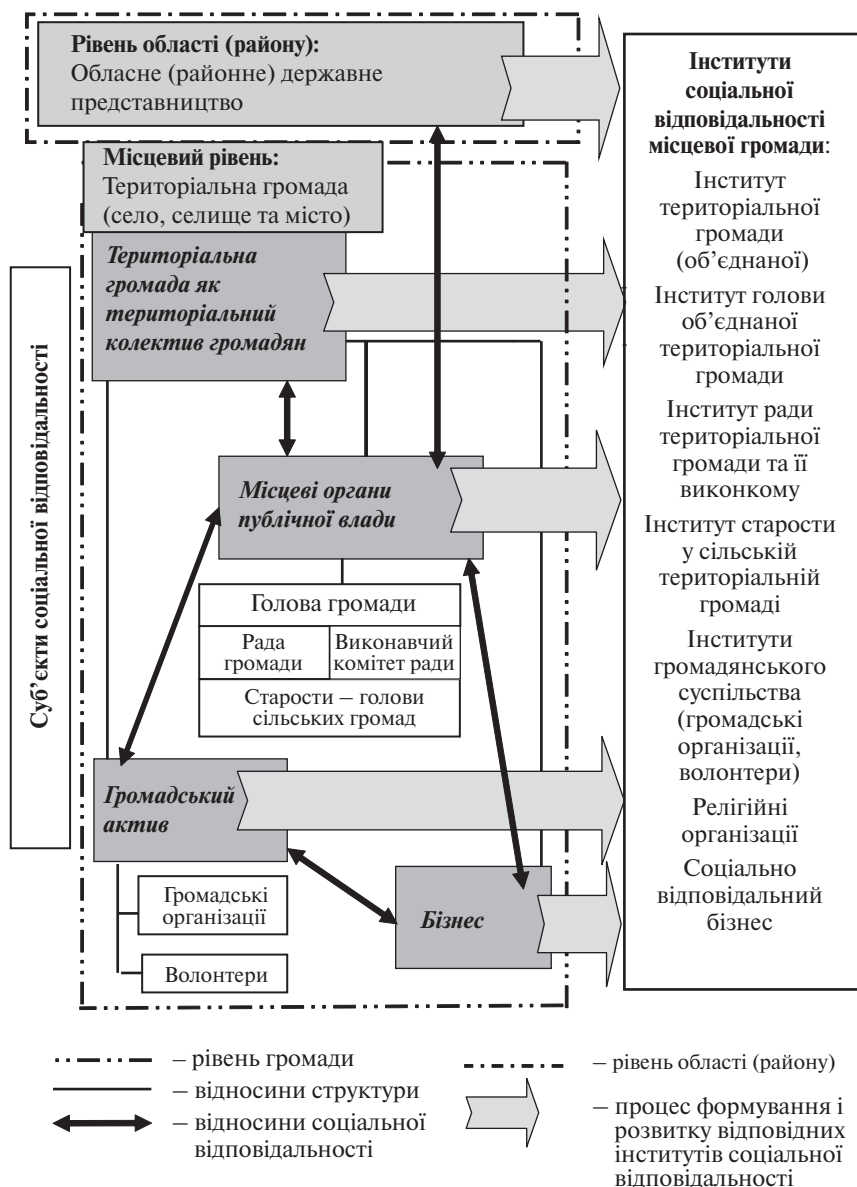 Рівень області (району):
Обласне (районне) державне
представництво
Місцевий рівень:
Територіальна громада
(село, селище та місто)
Територіальна
громада як
територіальний
колектив громадян
Суб’єкти соціальної відповідальності
Місцеві органи
публічної влади
Голова громади
Рада
громади
Виконавчий
комітет ради
Старости – голови
сільських громад
Громадський
актив
Громадські
організації
Волонтери
Бізнес
Інститути
соціальної
відповідальності
місцевої громади:
Інститут
територіальної
громади
(об’єднаної)
Інститут голови
об’єднаної
територіальної
громади
Інститут ради
територіальної
громади та її
виконкому
Інститут старости
у сільській
територіальній
громаді
Інститути
громадянського
суспільства
(громадські
організації,
волонтери)
Релігійні
організації
Соціально
відповідальний
бізнес
– рівень громади
– відносини структури
– відносини соціальної
відповідальності
– рівень області (району)
– процес формування і
розвитку відповідних
інститутів соціальної
відповідальності